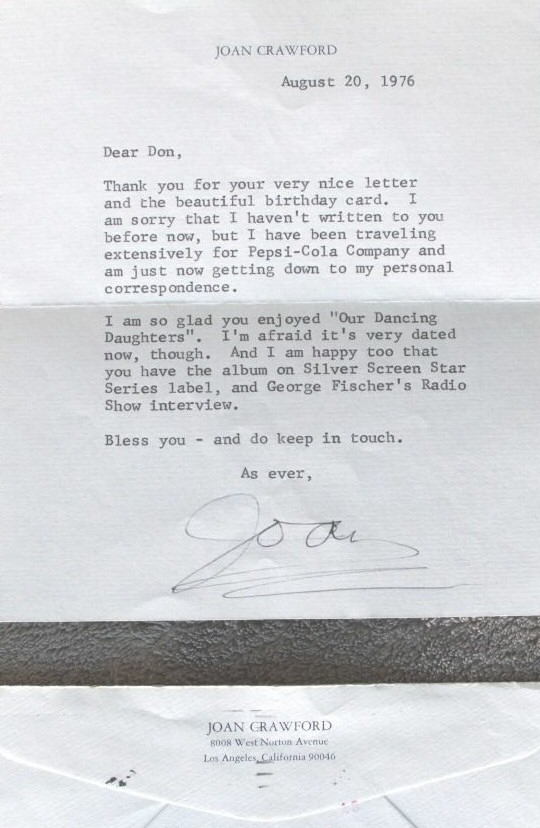 JOAN CRAWFORD
August 20, 1976
Dear Don,
Thank you for your very nice letter
and the beautiful birthday card. I
am sorry that I haven't written to you
before now, but I have been traveling
extensively for Pepsi-Cola Company and
am just now getting down to my personal
correspondence.
I am so glad you enjoyed "Our Dancing
Daughters". I'm afraid it's very dated
now, though. And I am happy too that
you have the album on Silver Screen Star
Series label, and George Fischer's Radio
Show interview.
Bless you - and do keep in touch.
As ever,
Joan
JOAN CRAWFORD
8008 West Norton Avenue
Los Angeles, California 90046